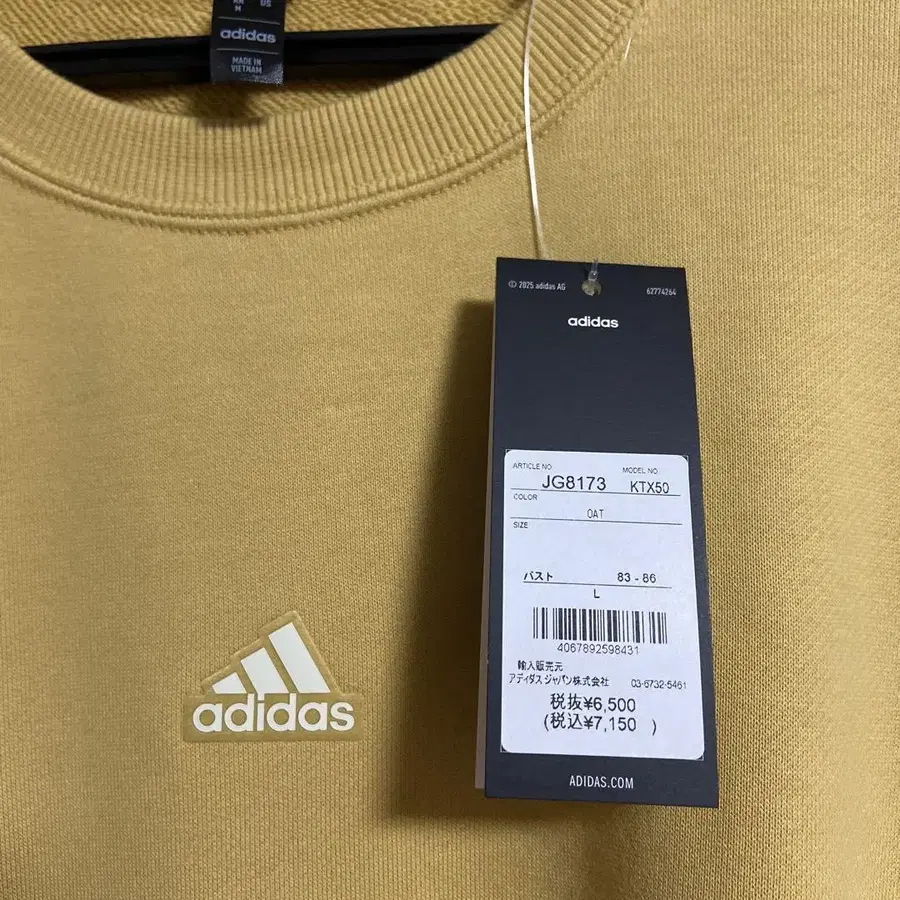 US
M
adidas
MADE IN
VIETNAM
© 2025 adidas AG
62774264
adidas
ARTICLE NO
MODEL NO.
JG8173
KTX50
COLOR
OAT
SIZE
バスト 83 - 86
L
4067892598431
輸入販売元
アディダス ジャパン株式会社 03-6732-5461
税抜¥6,500
(税込¥7,150 )
ADIDAS.COM
adidas